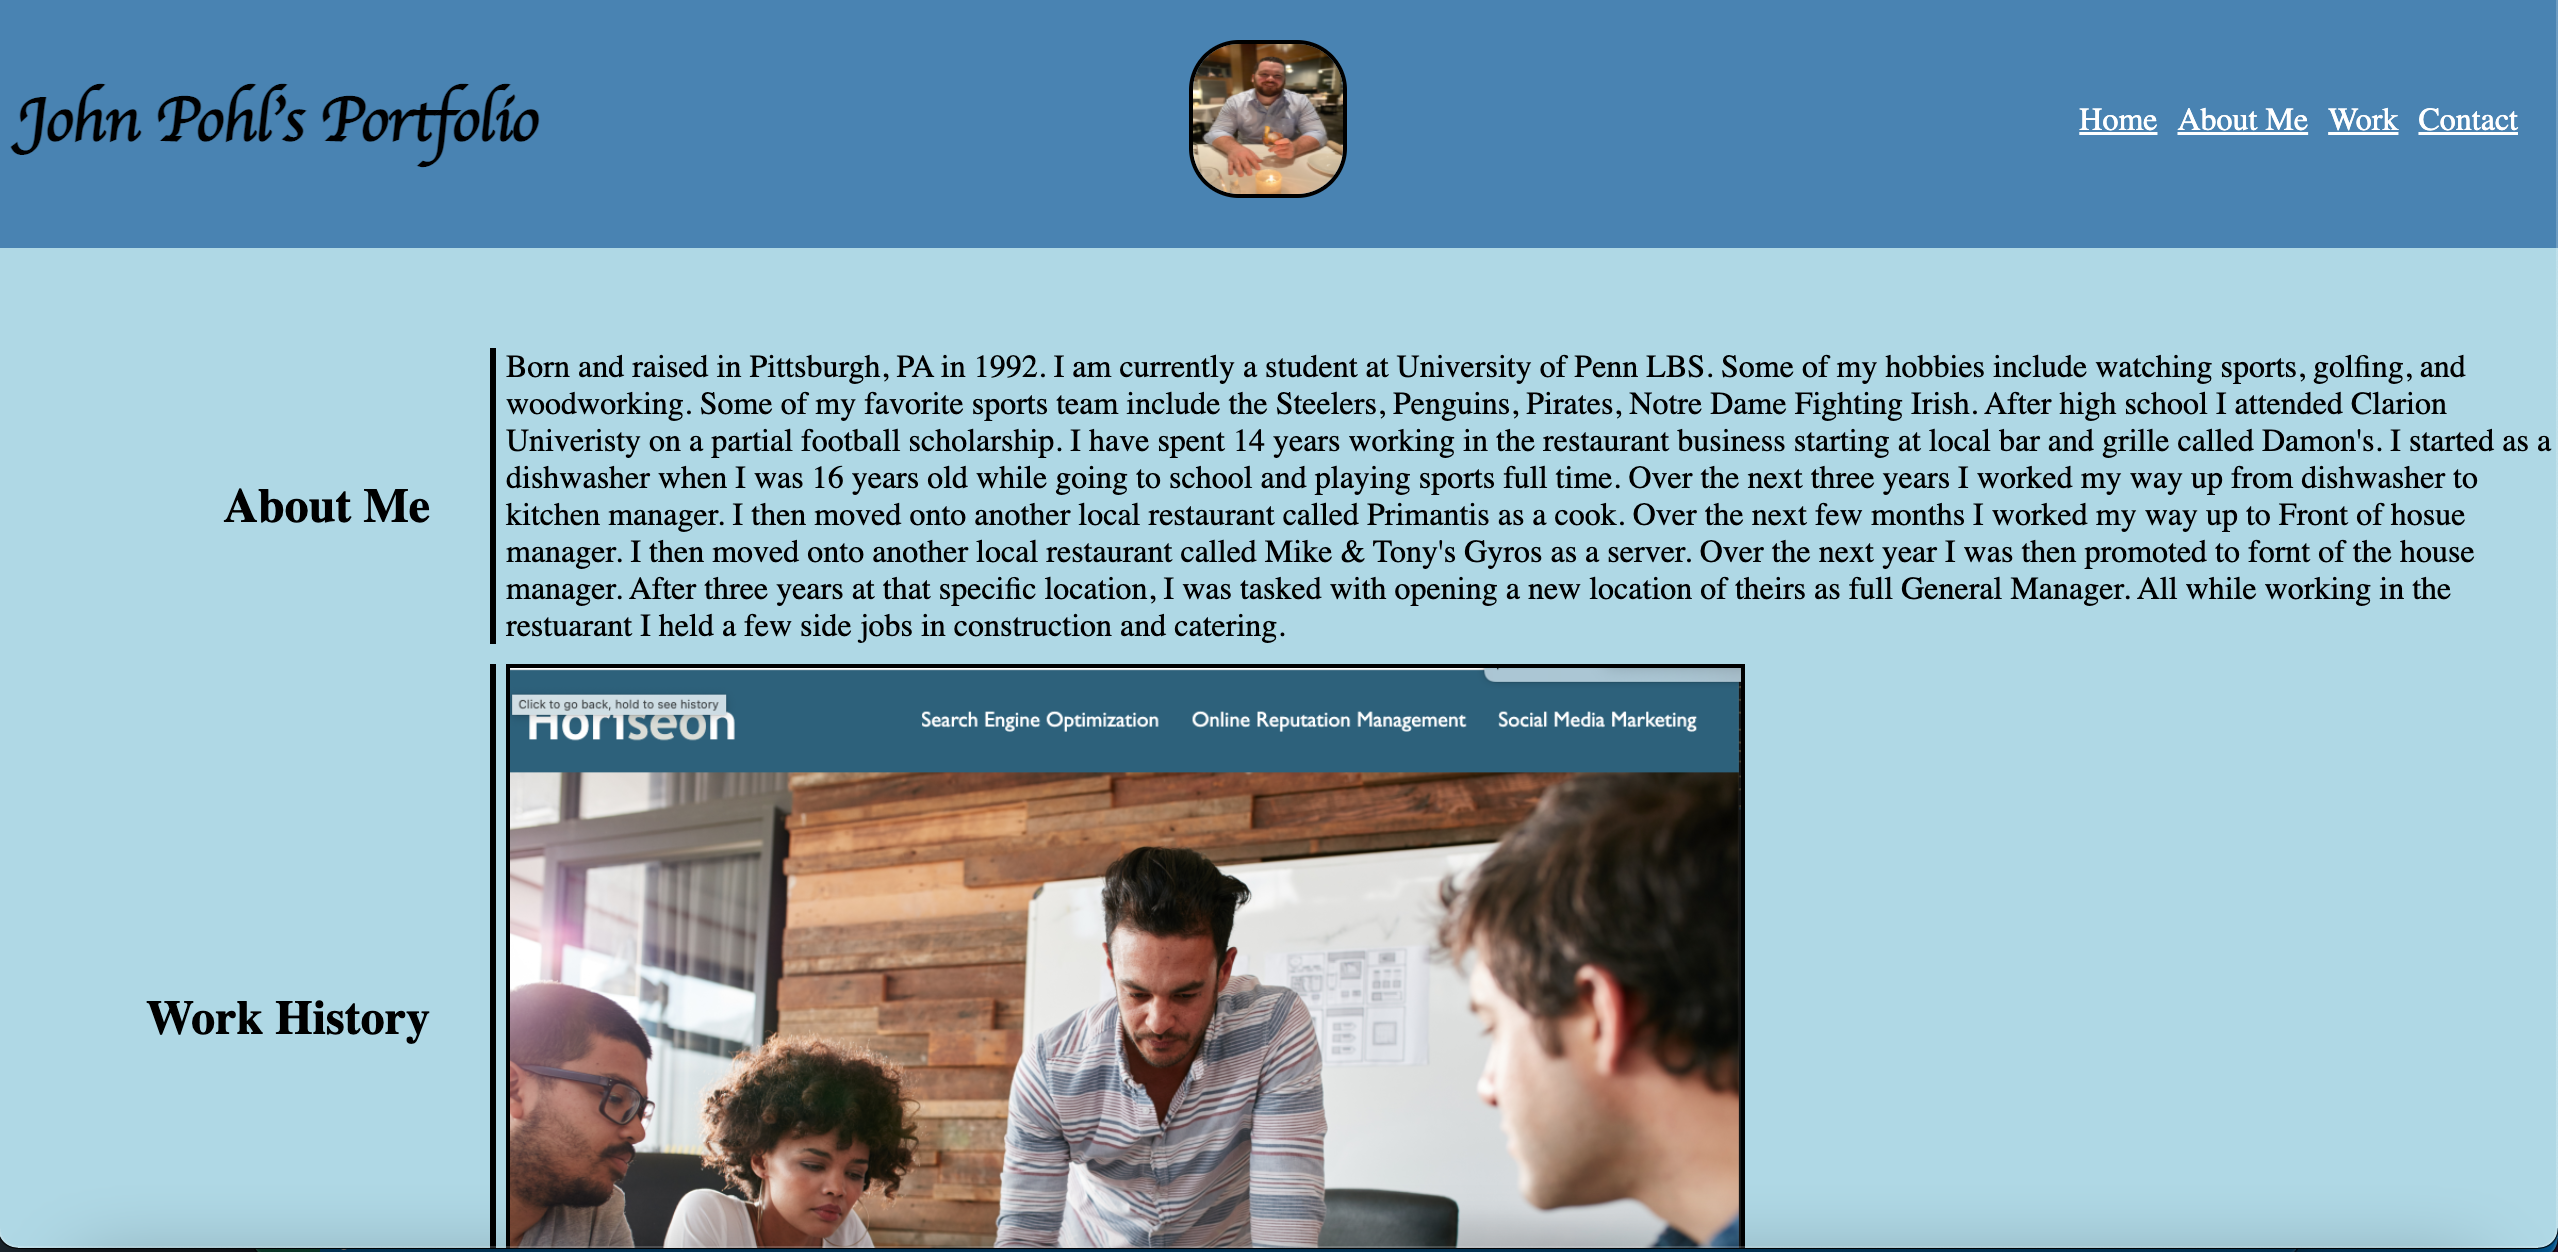 John Pohl's Portfolio
Home About Me Work Contact
About Me
Born and raised in Pittsburgh, PA in 1992. I am currently a student at University of Penn LBS. Some of my hobbies include watching sports, golfing, and
woodworking. Some of my favorite sports team include the Steelers, Penguins, Pirates, Notre Dame Fighting Irish. After high school I attended Clarion
Univeristy on a partial football scholarship. I have spent 14 years working in the restaurant business starting at local bar and grille called Damon's. I started as a
dishwasher when I was 16 years old while going to school and playing sports full time. Over the next three years I worked my way up from dishwasher to
kitchen manager. I then moved onto another local restaurant called Primantis as a cook. Over the next few months I worked my way up to Front of hosue
manager. I then moved onto another local restaurant called Mike & Tony's Gyros as a server. Over the next year I was then promoted to fornt of the house
manager. After three years at that specific location, I was tasked with opening a new location of theirs as full General Manager. All while working in the
restuarant I held a few side jobs in construction and catering.
Work History
Click to go back, hold to see history
Horiseon
Search Engine Optimization Online Reputation Management Social Media Marketing